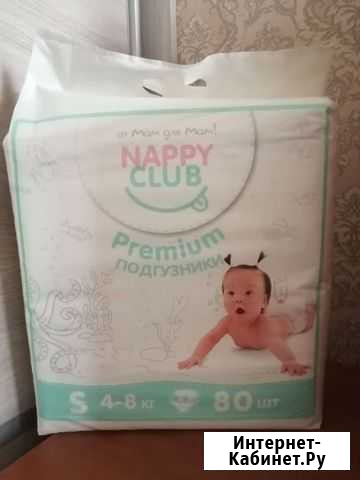 от мам для мам!
NAPPY
CLUB
Premium
ПОДГУЗНИКИ
S 4-8 кг 80 шт
Интернет-
Кабинет.Ру